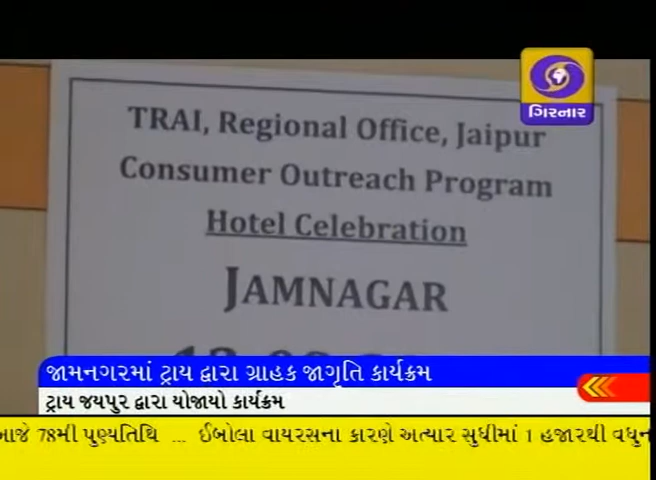 ગિરનાર
TRAI, Regional Office, Jaipur
Consumer Outreach Program
Hotel Celebration
JAMNAGAR
જામનગરમાં ટ્રાય દ્વારા ગ્રાહક જાગૃતિ કાર્યક્રમ
ટ્રાય જયપુર દ્વારા યોજાયો કાર્યક્રમ
78મી પુણ્યતિથિ ... ઈબોલા વાયરસના કારણે અત્યાર સુધીમાં 1 હજારથી